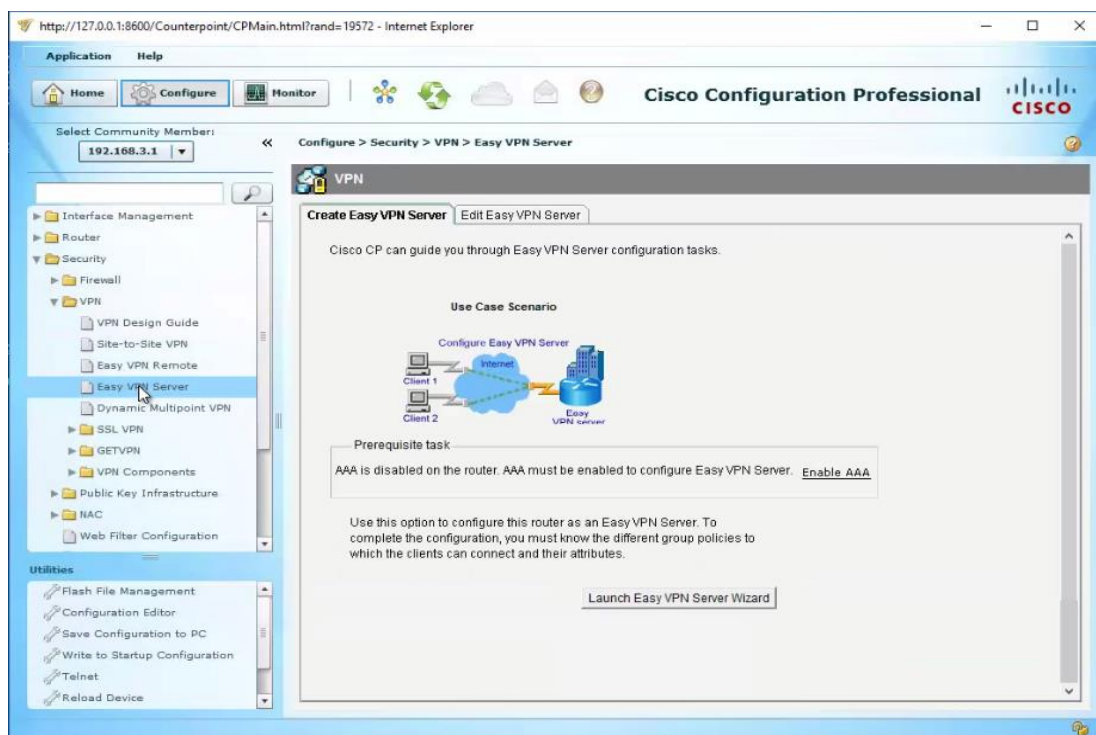 http://127.0.0.1:8600/Counterpoint/CPMain.html?rand=19572 - Internet Explorer
Application Help
Home Configure Monitor Cisco Configuration Professional CISCO
Select Community Member:
192.168.3.1
Configure > Security > VPN > Easy VPN Server
VPN
Interface Management
Router
Security
Firewall
VPN
VPN Design Guide
Site-to-Site VPN
Easy VPN Remote
Easy VPN Server
Dynamic Multipoint VPN
SSL VPN
GETVPN
VPN Components
Public Key Infrastructure
NAC
Web Filter Configuration
Utilities
Flash File Management
Configuration Editor
Save Configuration to PC
Write to Startup Configuration
Telnet
Reload Device
Create Easy VPN Server Edit Easy VPN Server
Cisco CP can guide you through Easy VPN Server configuration tasks.
Use Case Scenario
Configure Easy VPN Server
Internet
Client 1
Client 2
Easy
VPN server
Prerequisite task
AAA is disabled on the router. AAA must be enabled to configure Easy VPN Server. Enable AAA
Use this option to configure this router as an Easy VPN Server. To
complete the configuration, you must know the different group policies to
which the clients can connect and their attributes.
Launch Easy VPN Server Wizard